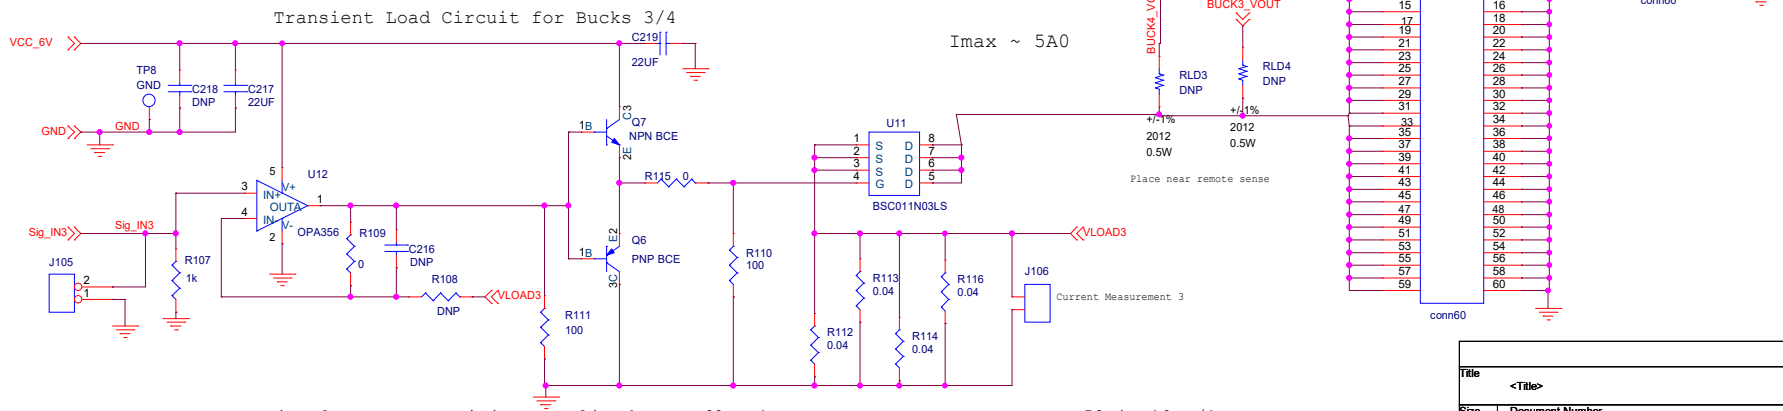 Transient Load Circuit for Bucks 3/4
VCC_6V
C219
22UF
TP8
GND
C218
DNP
C217
22UF
GND
GND
Imax ~ 5A0
BUCK3_VOUT
RLD3
DNP
RLD4
DNP
+/-1%
2012
0.5W
+/-1%
2012
0.5W
Place near remote sense
C3
1
B
Q7
NPN BCE
2E
U11
1
2
3
4
S
S
S
G
D
D
D
D
8
7
6
5
BSC011N03LS
R115
0
5
V+
U12
3
IN+
OUTA
1
4
IN-
V-
2
OPA356
Sig_IN3
Sig_IN3
J105
2
1
R107
1k
R109
0
C216
DNP
R108
DNP
VLOAD3
E2
1
B
Q6
PNP BCE
3C
R111
100
R110
100
VLOAD3
R113
0.04
R116
0.04
R112
0.04
R114
0.04
J106
Current Measurement 3
15 16
17 18
19 20
21 22
23 24
25 26
27 28
29 30
31 32
33 34
35 36
37 38
39 40
41 42
43 44
45 46
47 48
49 50
51 52
53 54
55 56
57 58
59 60
conn60
conn60
Title
<Title>
Size
Document Number